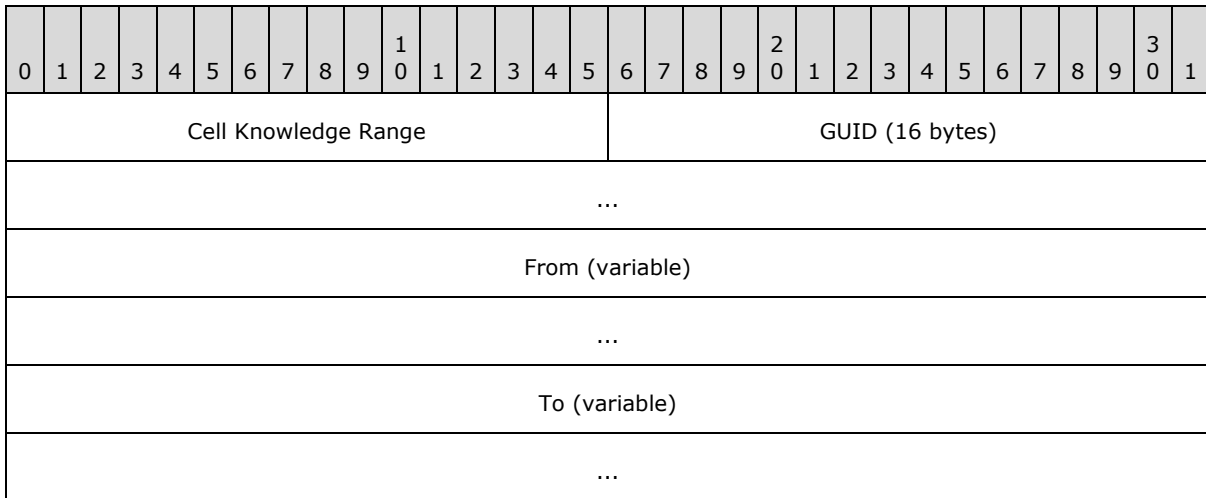 1 2 3
0 1 2 3 4 5 6 7 8 9 0 1 2 3 4 5 6 7 8 9 0 1 2 3 4 5 6 7 8 9 0 1
Cell Knowledge Range GUID (16 bytes)
...
From (variable)
...
To (variable)
...